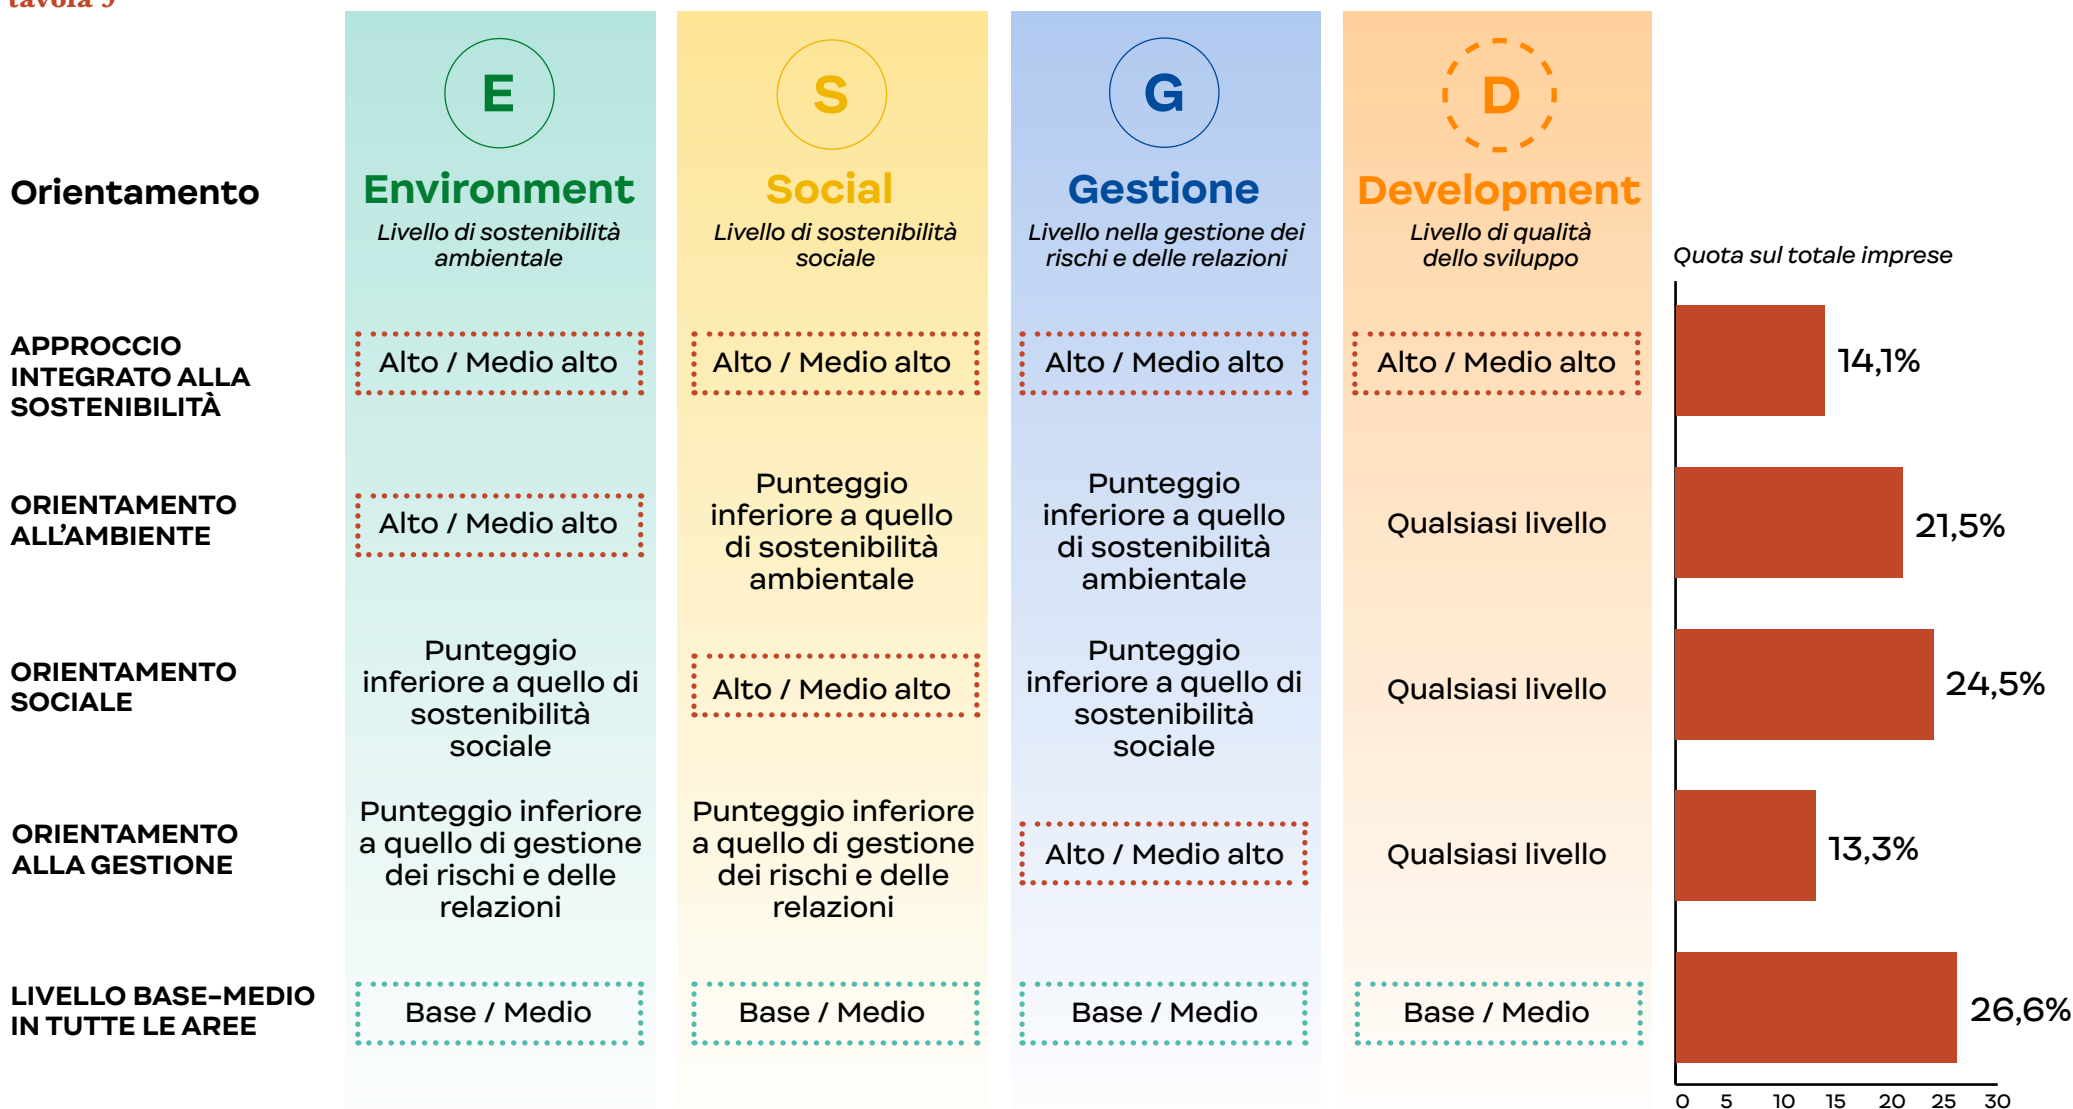 tavola 9
E
S
G
D
Orientamento
Environment
Livello di sostenibilità
ambientale
Social
Livello di sostenibilità
sociale
Gestione
Livello nella gestione dei
rischi e delle relazioni
Development
Livello di qualità
dello sviluppo
Quota sul totale imprese
APPROCCIO
INTEGRATO ALLA
SOSTENIBILITÀ
Alto / Medio alto
Alto / Medio alto
Alto / Medio alto
Alto / Medio alto
14,1%
ORIENTAMENTO
ALL’AMBIENTE
Alto / Medio alto
Punteggio
inferiore a quello
di sostenibilità
ambientale
Punteggio
inferiore a quello
di sostenibilità
ambientale
Qualsiasi livello
21,5%
ORIENTAMENTO
SOCIALE
Punteggio
inferiore a quello di
sostenibilità
sociale
Alto / Medio alto
Punteggio
inferiore a quello di
sostenibilità
sociale
Qualsiasi livello
24,5%
ORIENTAMENTO
ALLA GESTIONE
Punteggio inferiore
a quello di gestione
dei rischi e delle
relazioni
Punteggio inferiore
a quello di gestione
dei rischi e delle
relazioni
Alto / Medio alto
Qualsiasi livello
13,3%
LIVELLO BASE–MEDIO
IN TUTTE LE AREE
Base / Medio
Base / Medio
Base / Medio
Base / Medio
26,6%
0 5 10 15 20 25 30